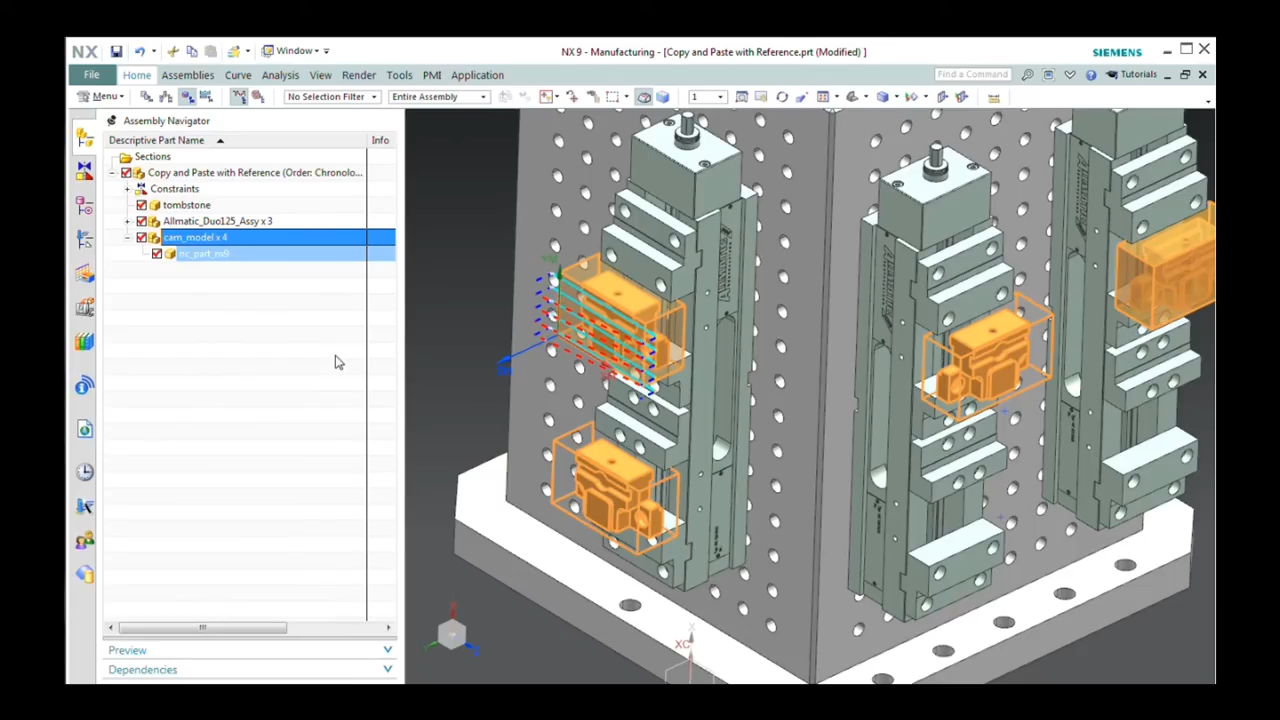 NX
Window
NX 9 - Manufacturing - [Copy and Paste with Reference.prt (Modified) ]
SIEMENS
File
Home
Assemblies
Curve
Analysis
View
Render
Tools
PMI
Application
Find a Command
Tutorials
Menu
No Selection Filter
Entire Assembly
1
Assembly Navigator
Descriptive Part Name
Info
Sections
Copy and Paste with Reference (Order: Chronolo...
Constraints
tombstone
Allmatic_Duo125_Assy x 3
cam_model x 4
nc_part_m9
Preview
Dependencies
X
XC